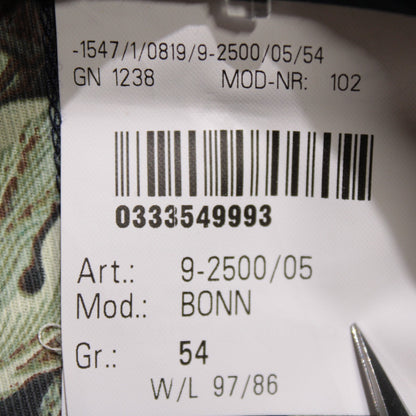 -1547/1/0819/9-2500/05/54
GN 1238 MOD-NR: 102
0333549993
Art.: 9-2500/05
Mod.: BONN
Gr.: 54
W/L 97/86